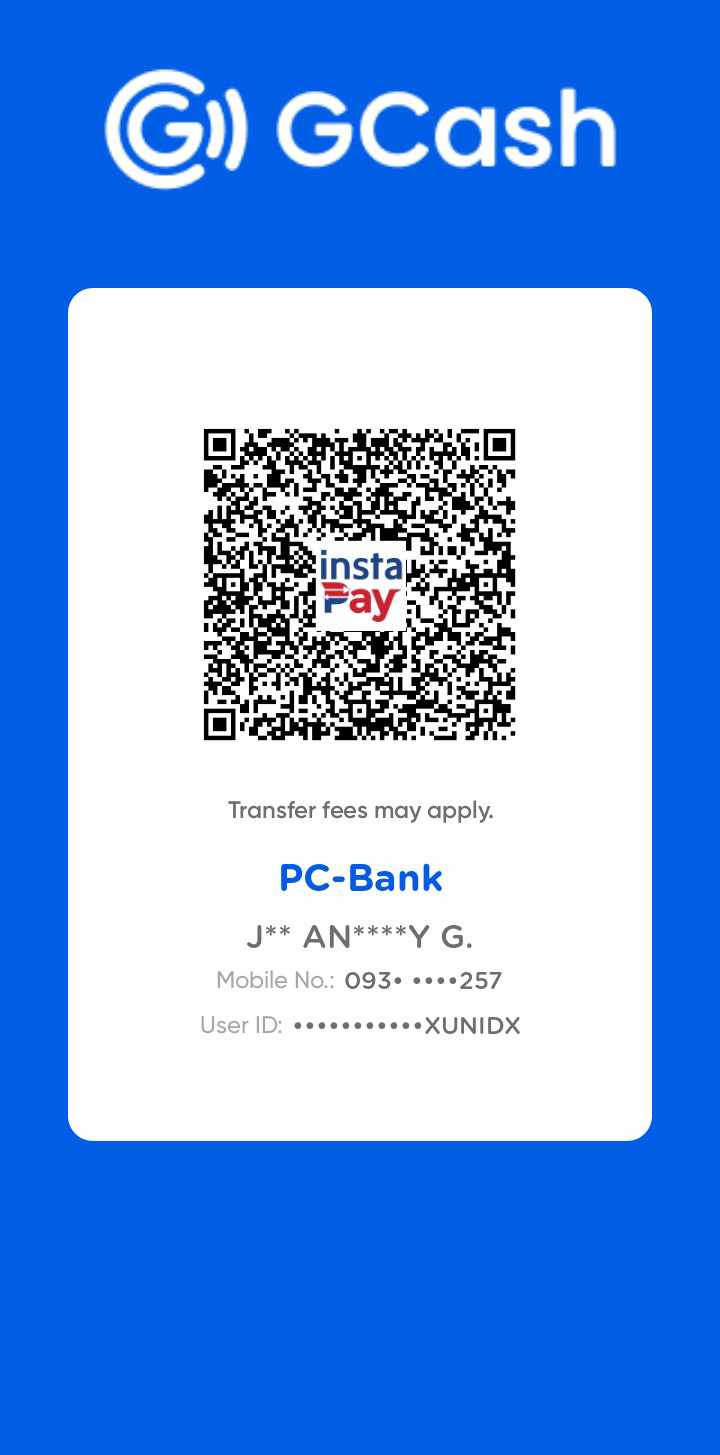 GCash
insta
Pay
Transfer fees may apply.
PC-Bank
J** AN****Y G.
Mobile No.: 093• ••••257
User ID: •••••••••••XUNIDX